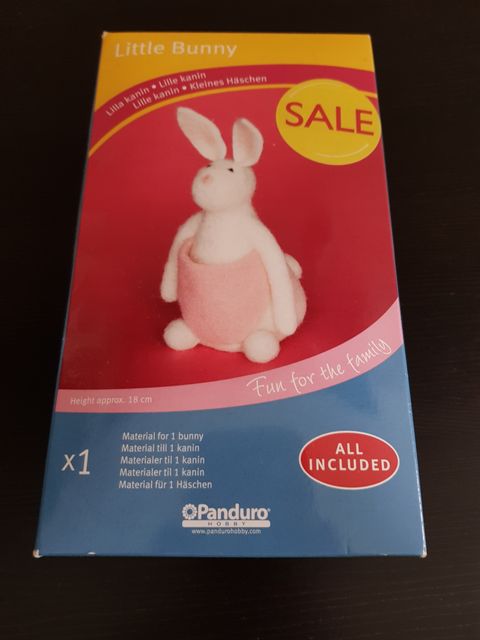 Little Bunny
Lilla kanin • Lille kanin
Lille kanin • Kleines Häschen
SALE
Fun for the family
Height approx. 18 cm
x1
Material for 1 bunny
Material till 1 kanin
Materialer til 1 kanin
Materialer til 1 kanin
Material für 1 Häschen
ALL
INCLUDED
Panduro®
HOBBY
www.pandurohobby.com